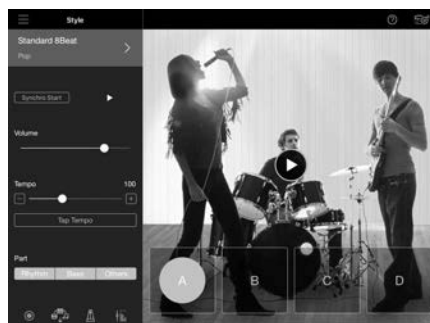 Style
Standard 8Beat
Pop
Synchro Start
Volume
Tempo 100
Tap Tempo
Part
Rhythm Bass Others
A B C D